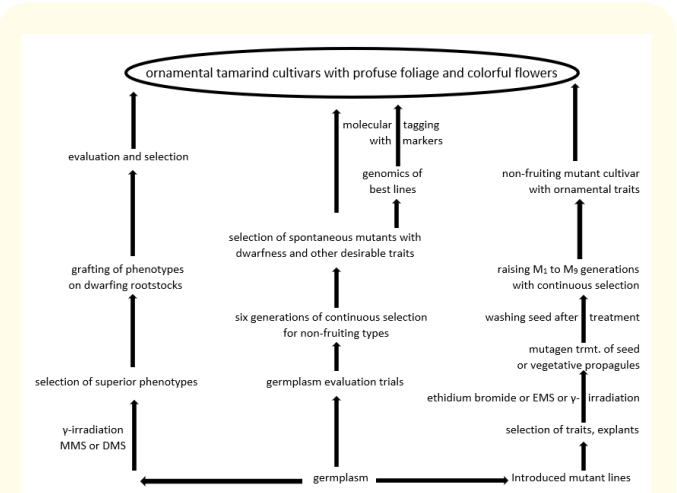 ornamental tamarind cultivars with profuse foliage and colorful flowers
molecular tagging
with markers
evaluation and selection
genomics of
best lines
non-fruiting mutant cultivar
with ornamental traits
selection of spontaneous mutants with
dwarfness and other desirable traits
grafting of phenotypes
on dwarfing rootstocks
raising M₁ to M₉ generations
with continuous selection
six generations of continuous selection
for non-fruiting types
washing seed after treatment
mutagen trmt. of seed
or vegetative propagules
selection of superior phenotypes
germplasm evaluation trials
ethidium bromide or EMS or γ- irradiation
γ-irradiation
MMS or DMS
selection of traits, explants
germplasm
Introduced mutant lines